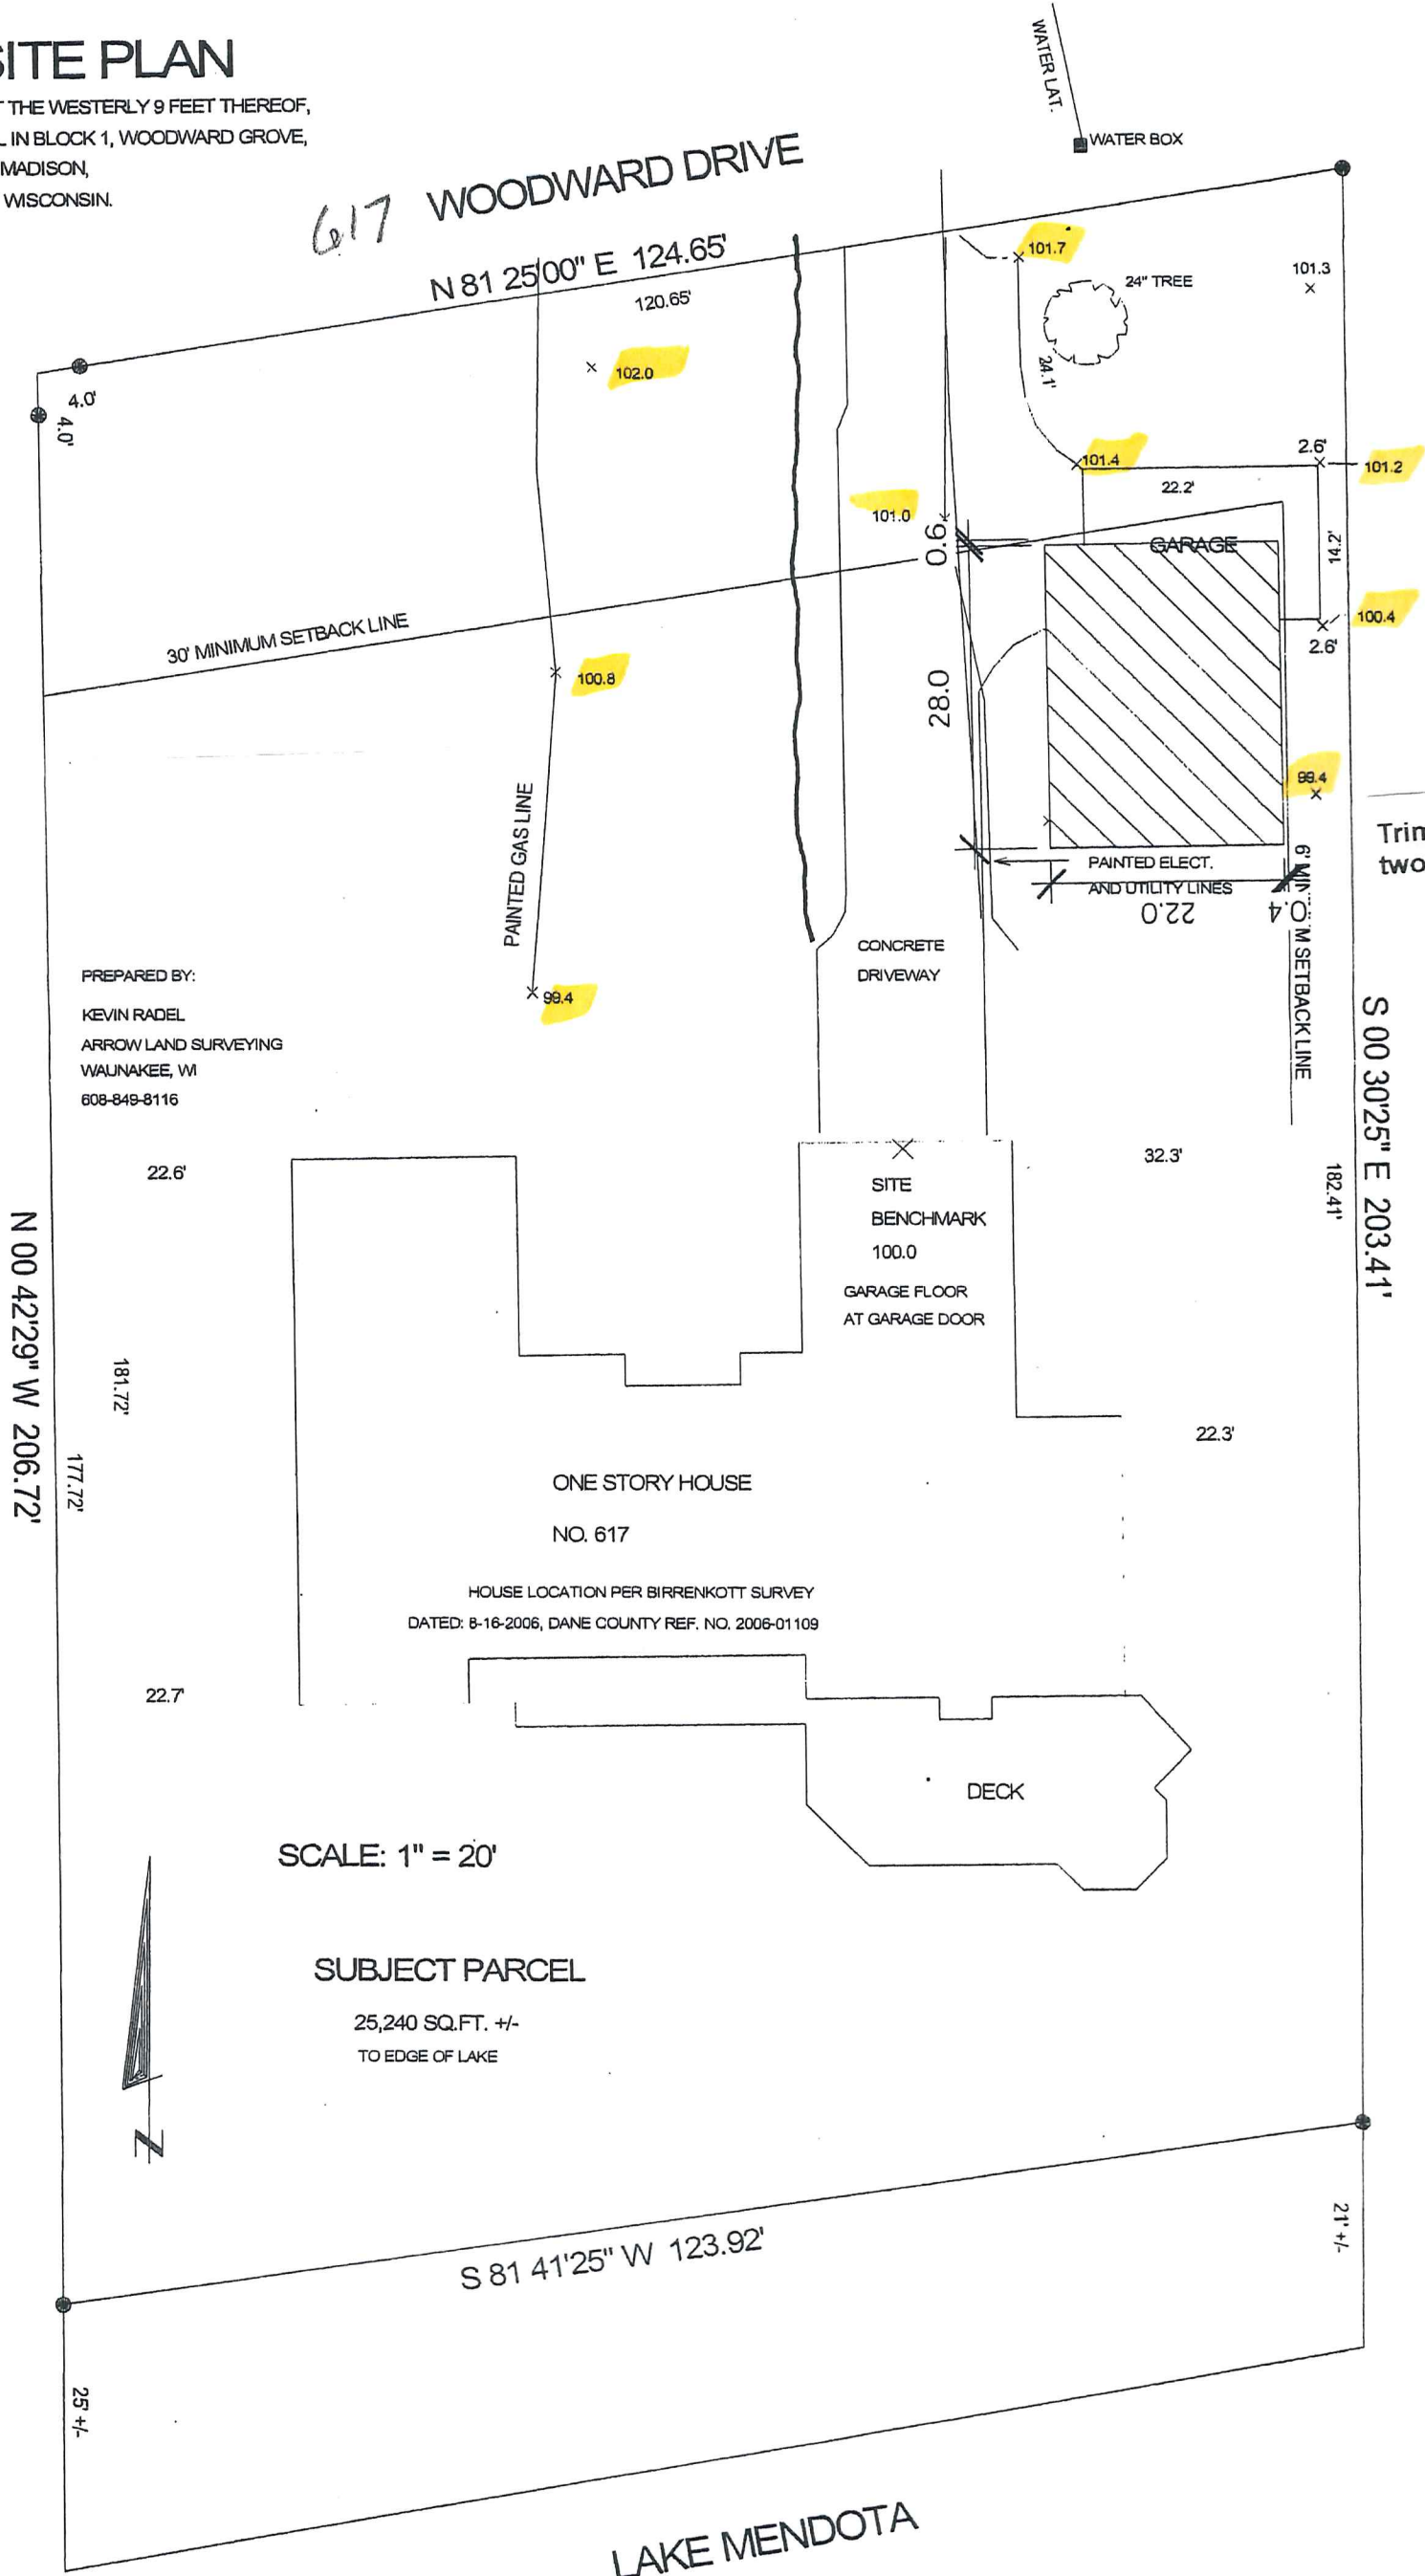 SITE PLAN
T THE WESTERLY 9 FEET THEREOF,
L IN BLOCK 1, WOODWARD GROVE,
MADISON,
WISCONSIN.
WATER LAT.
WATER BOX
617 WOODWARD DRIVE
N 81 25'00" E 124.65'
120.65'
101.7
101.3
24" TREE
24.1'
102.0
4.0'
4.0'
101.4
2.6'
101.2
22.2'
101.0
0.6
GARAGE
14.2'
100.4
2.6'
30' MINIMUM SETBACK LINE
100.8
28.0
99.4
PAINTED GAS LINE
Trim
two
PAINTED ELECT.
AND UTILITY LINES
22.0
0.4
6' MIN M SETBACK LINE
CONCRETE
DRIVEWAY
99.4
PREPARED BY:
KEVIN RADEL
ARROW LAND SURVEYING
WAUNAKEE, WI
608-849-8116
S 00 30'25" E 203.41'
182.41'
22.6'
32.3'
SITE
BENCHMARK
100.0
GARAGE FLOOR
AT GARAGE DOOR
N 00 42'29" W 206.72'
181.72'
177.72'
22.3'
ONE STORY HOUSE
NO. 617
HOUSE LOCATION PER BIRRENKOTT SURVEY
DATED: 8-16-2006, DANE COUNTY REF. NO. 2006-01109
22.7'
DECK
SCALE: 1" = 20'
SUBJECT PARCEL
25,240 SQ.FT. +/-
TO EDGE OF LAKE
N
S 81 41'25" W 123.92'
21' +/-
25' +/-
LAKE MENDOTA